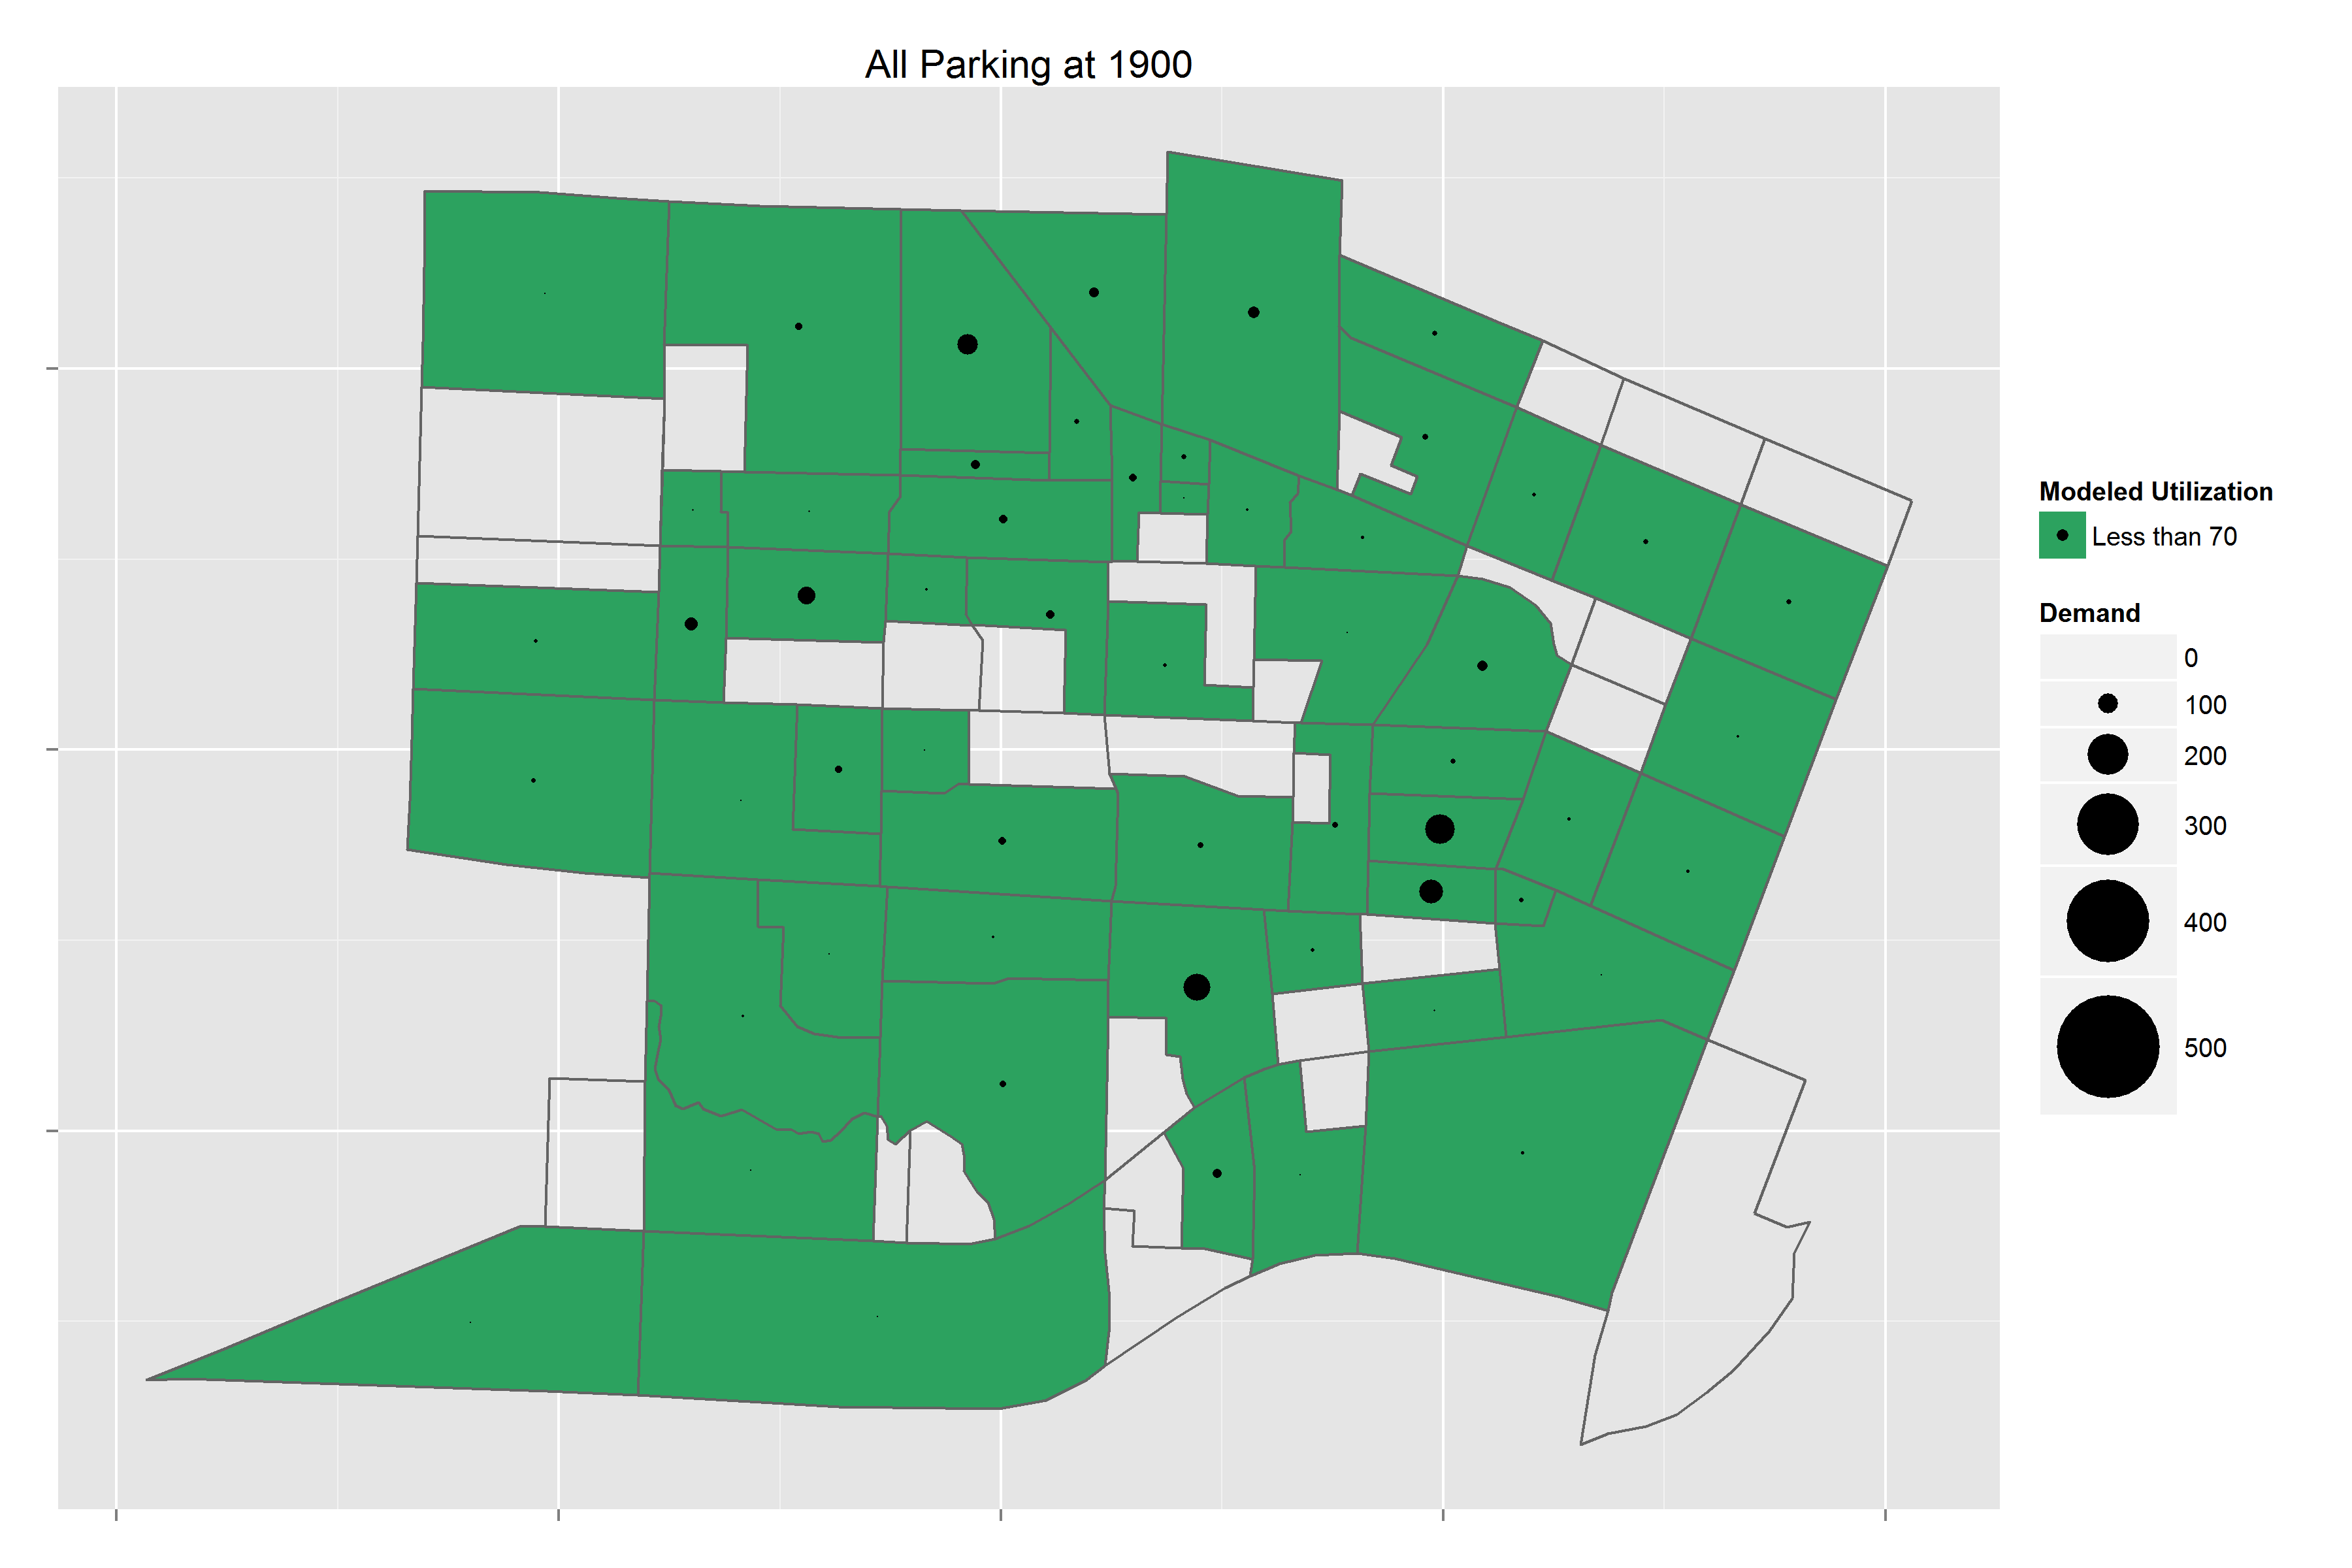 All Parking at 1900
Modeled Utilization
Less than 70
Demand
0
100
200
300
400
500